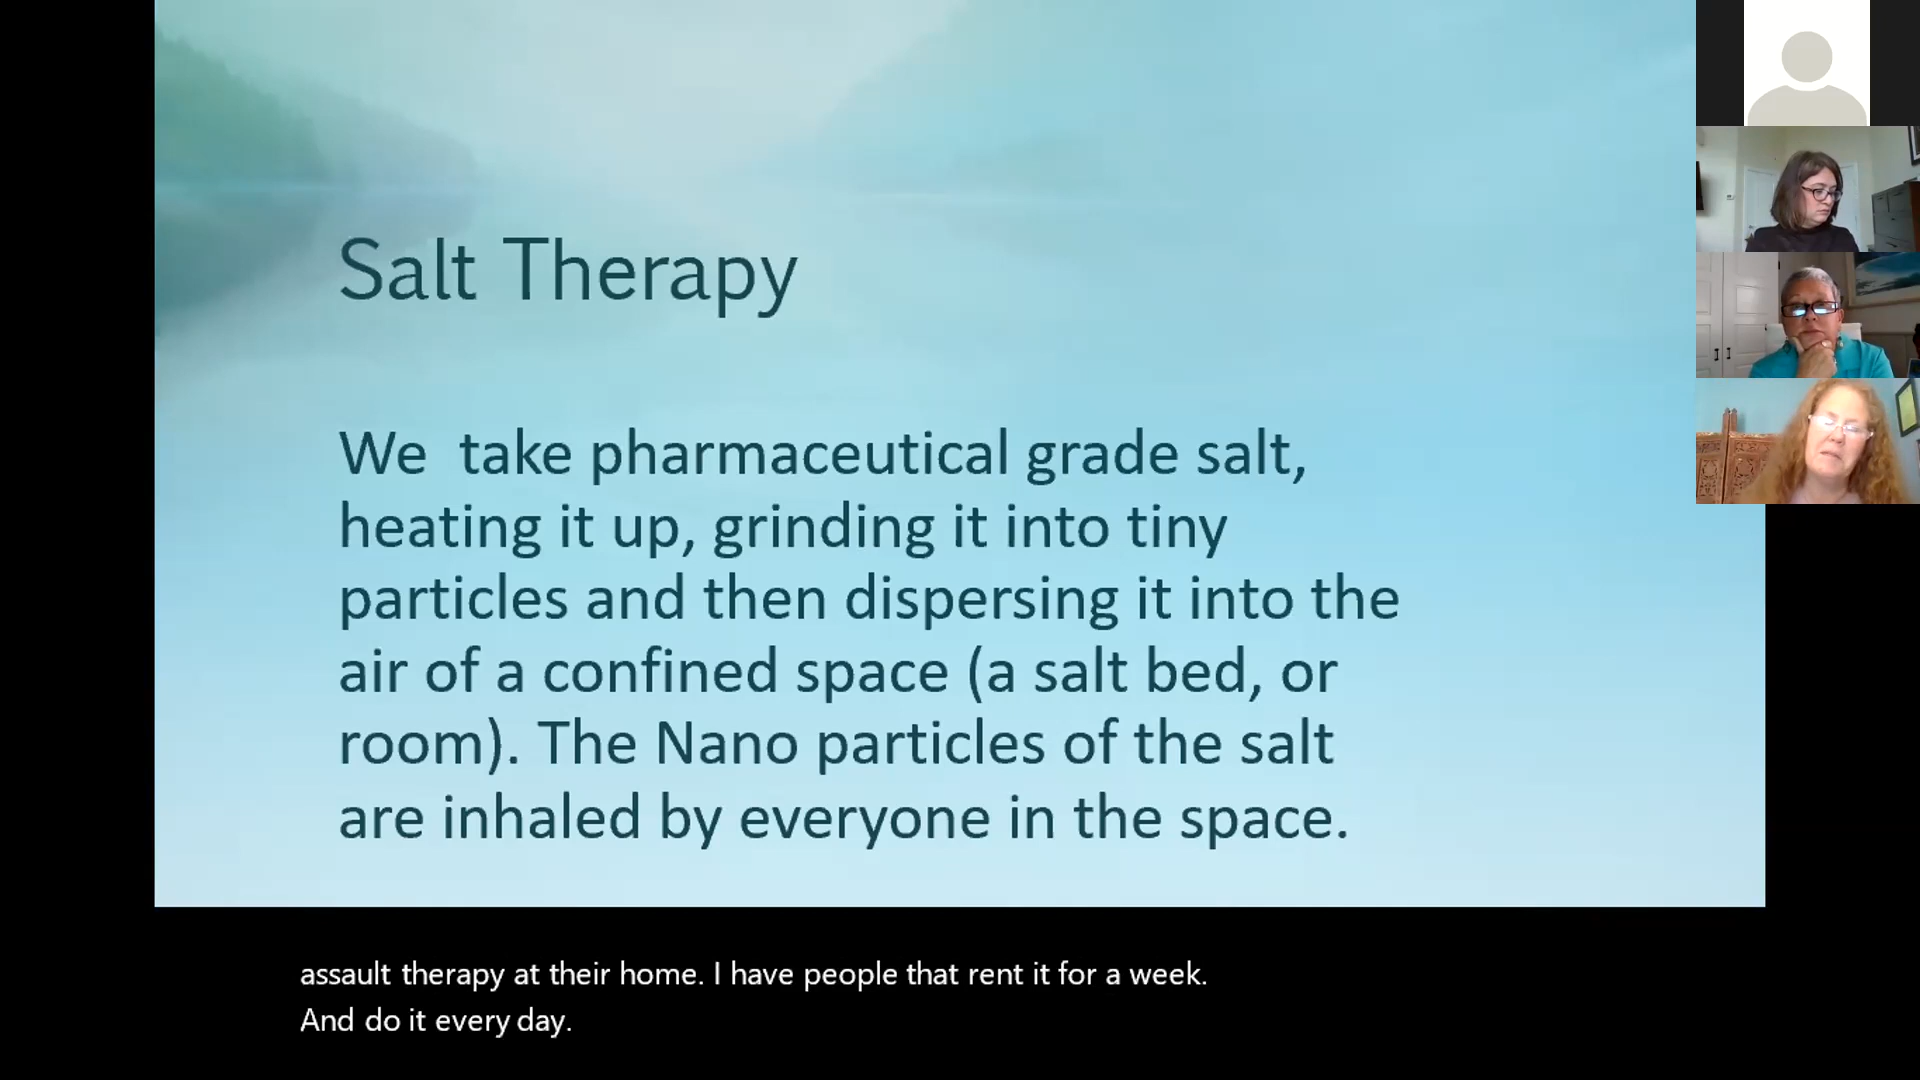 Salt Therapy
We take pharmaceutical grade salt,
heating it up, grinding it into tiny
particles and then dispersing it into the
air of a confined space (a salt bed, or
room). The Nano particles of the salt
are inhaled by everyone in the space.
assault therapy at their home. I have people that rent it for a week.
And do it every day.